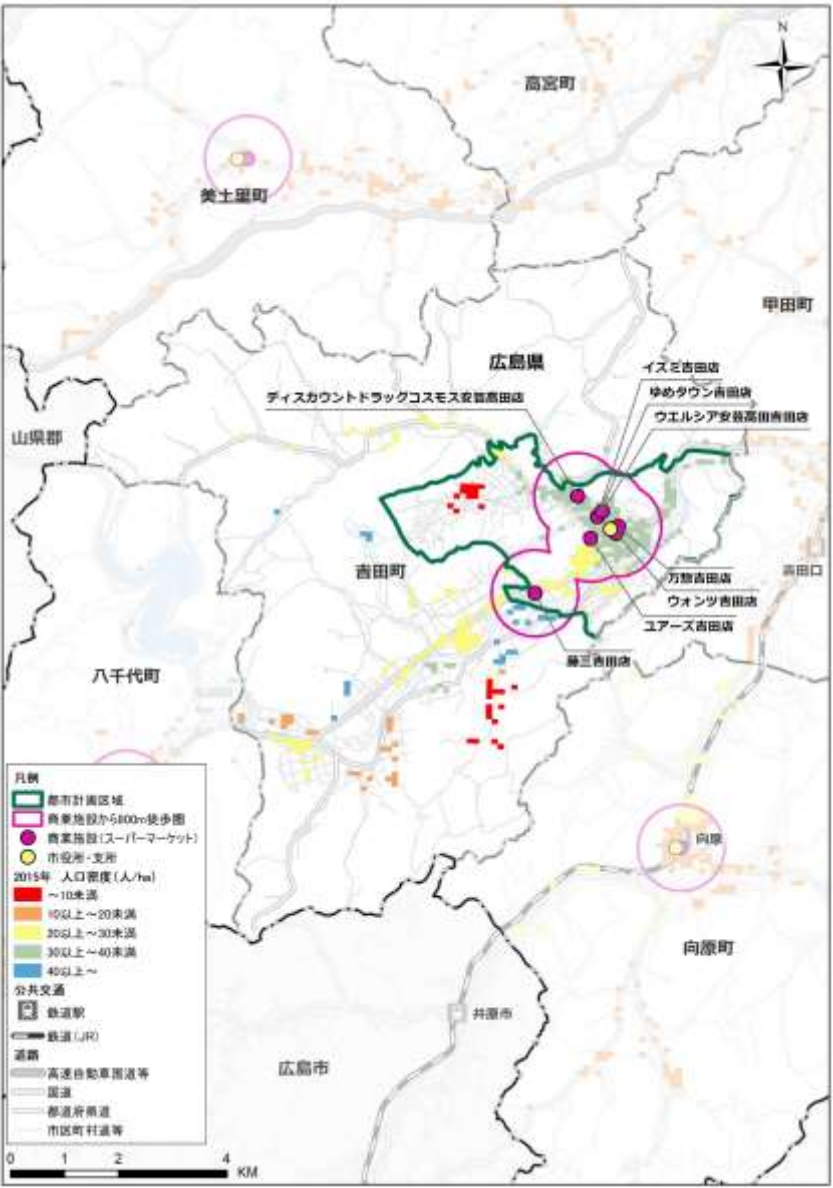 N
高宮町
美土里町
甲田町
広島県
イズミ吉田店
ゆめタウン吉田店
ディスカウントドラッグコスモス安芸高田店
ウエルシア安芸高田吉田店
山県郡
吉田町
吉田口
万惣吉田店
ウォンツ吉田店
ユアーズ吉田店
藤三吉田店
八千代町
凡例
都市計画区域
商業施設から800m徒歩圏
商業施設(スーパーマーケット)
市役所・支所
2015年 人口密度(人/ha)
～10未満
10以上～20未満
20以上～30未満
30以上～40未満
40以上～
公共交通
鉄道駅
鉄道(JR)
道路
高速自動車国道等
国道
都道府県道
市区町村道等
向原
向原町
井原市
広島市
0 1 2 4
KM